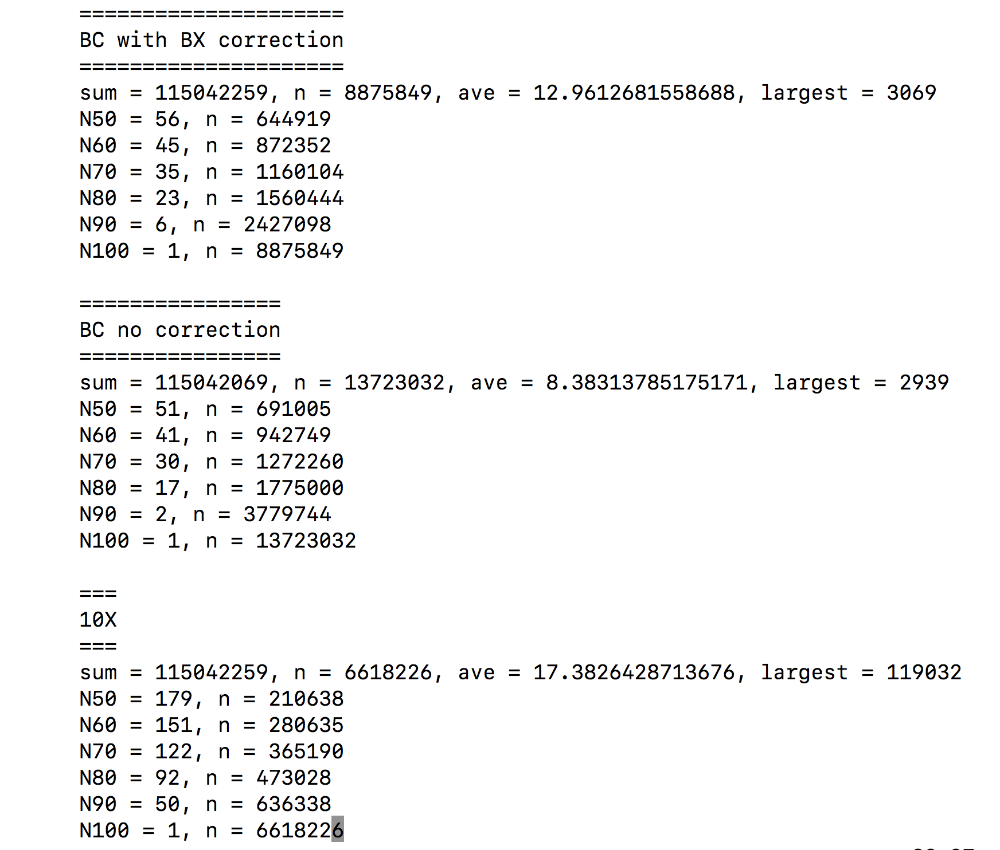 =====================
BC with BX correction
=====================
sum = 115042259, n = 8875849, ave = 12.9612681558688, largest = 3069
N50 = 56, n = 644919
N60 = 45, n = 872352
N70 = 35, n = 1160104
N80 = 23, n = 1560444
N90 = 6, n = 2427098
N100 = 1, n = 8875849

================
BC no correction
================
sum = 115042069, n = 13723032, ave = 8.38313785175171, largest = 2939
N50 = 51, n = 691005
N60 = 41, n = 942749
N70 = 30, n = 1272260
N80 = 17, n = 1775000
N90 = 2, n = 3779744
N100 = 1, n = 13723032

===
10X
===
sum = 115042259, n = 6618226, ave = 17.3826428713676, largest = 119032
N50 = 179, n = 210638
N60 = 151, n = 280635
N70 = 122, n = 365190
N80 = 92, n = 473028
N90 = 50, n = 636338
N100 = 1, n = 6618226